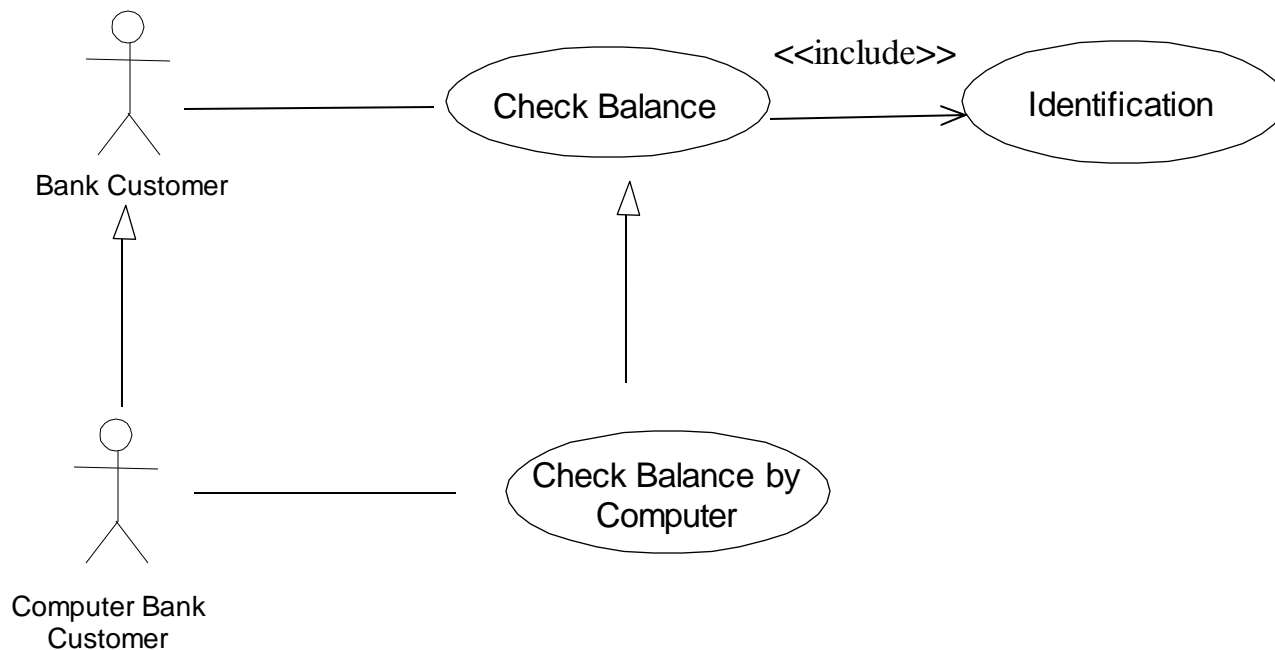 <<include>>
Check Balance
Identification
Bank Customer
Check Balance by
Computer
Computer Bank
Customer